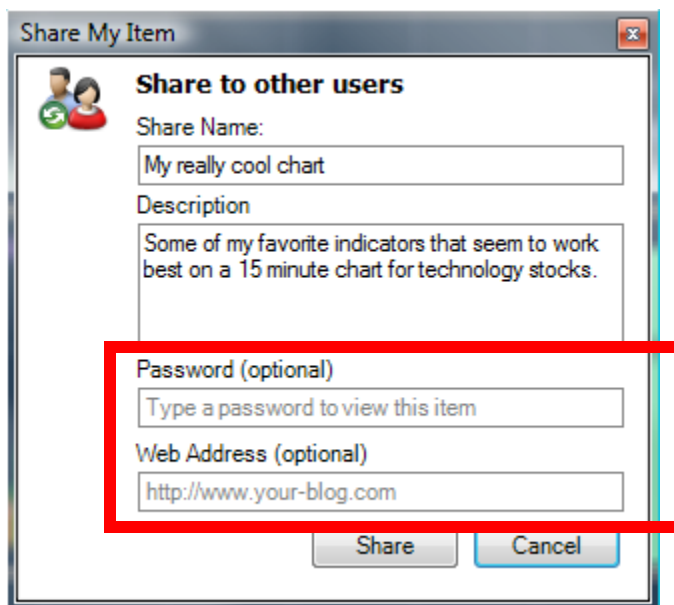 Share My Item
Share to other users
Share Name:
My really cool chart
Description
Some of my favorite indicators that seem to work
best on a 15 minute chart for technology stocks.
Password (optional)
Type a password to view this item
Web Address (optional)
http://www.your-blog.com
Share Cancel